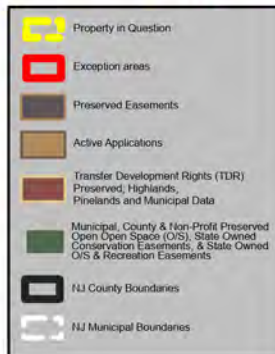 Property in Question
Exception areas
Preserved Easements
Active Applications
Transfer Development Rights (TDR)
Preserved; Highlands,
Pinelands and Municipal Data
Municipal, County & Non-Profit Preserved
Open Open Space (O/S), State Owned
Conservation Easements, & State Owned
O/S & Recreation Easements
NJ County Boundaries
NJ Municipal Boundaries